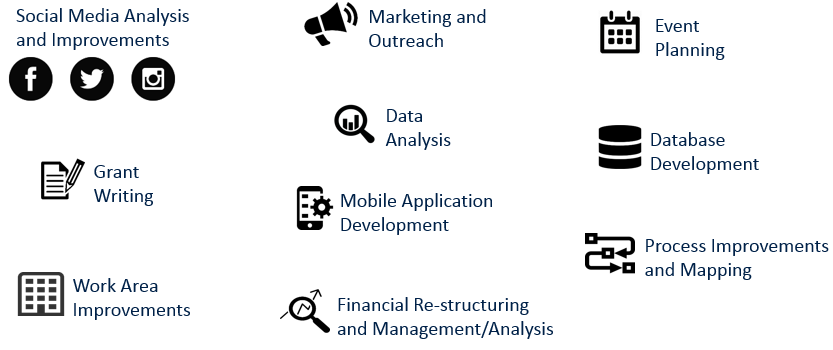 Social Media Analysis
and Improvements
Grant
Writing
Work Area
Improvements
Marketing and
Outreach
Data
Analysis
Mobile Application
Development
Financial Re-structuring
and Management/Analysis
Event
Planning
Database
Development
Process Improvements
and Mapping